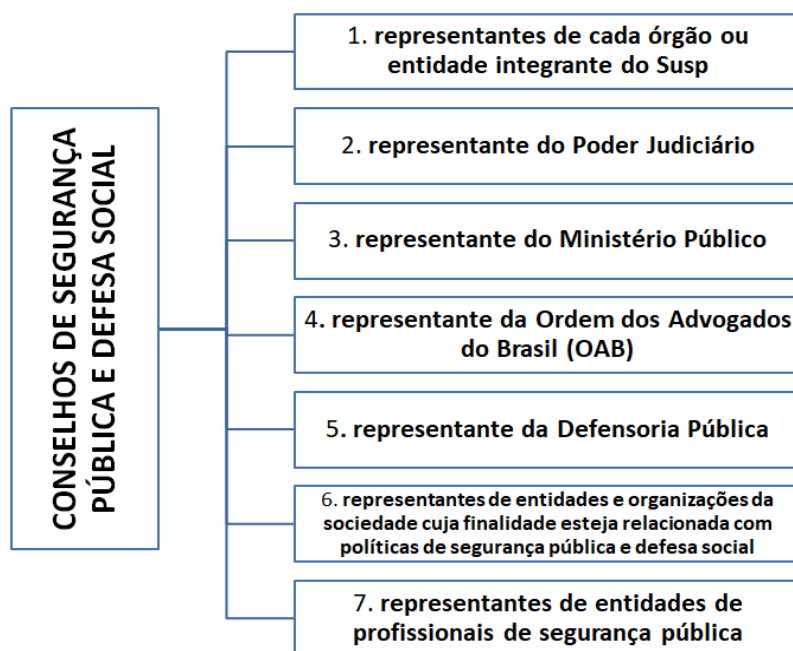 CONSELHOS DE SEGURANÇA
PÚBLICA E DEFESA SOCIAL
1. representantes de cada órgão ou
entidade integrante do Susp
2. representante do Poder Judiciário
3. representante do Ministério Público
4. representante da Ordem dos Advogados
do Brasil (OAB)
5. representante da Defensoria Pública
6. representantes de entidades e organizações da
sociedade cuja finalidade esteja relacionada com
políticas de segurança pública e defesa social
7. representantes de entidades de
profissionais de segurança pública